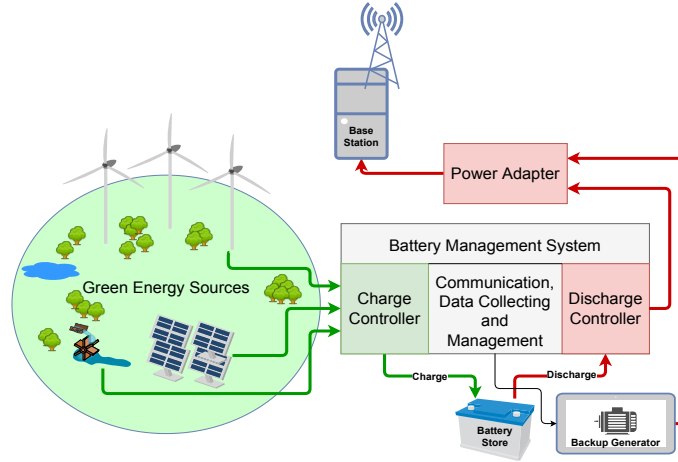 Base
Station
Power Adapter
Battery Management System
Green Energy Sources
Charge
Controller
Communication,
Data Collecting
and
Management
Discharge
Controller
Charge
Discharge
Battery
Store
Backup Generator